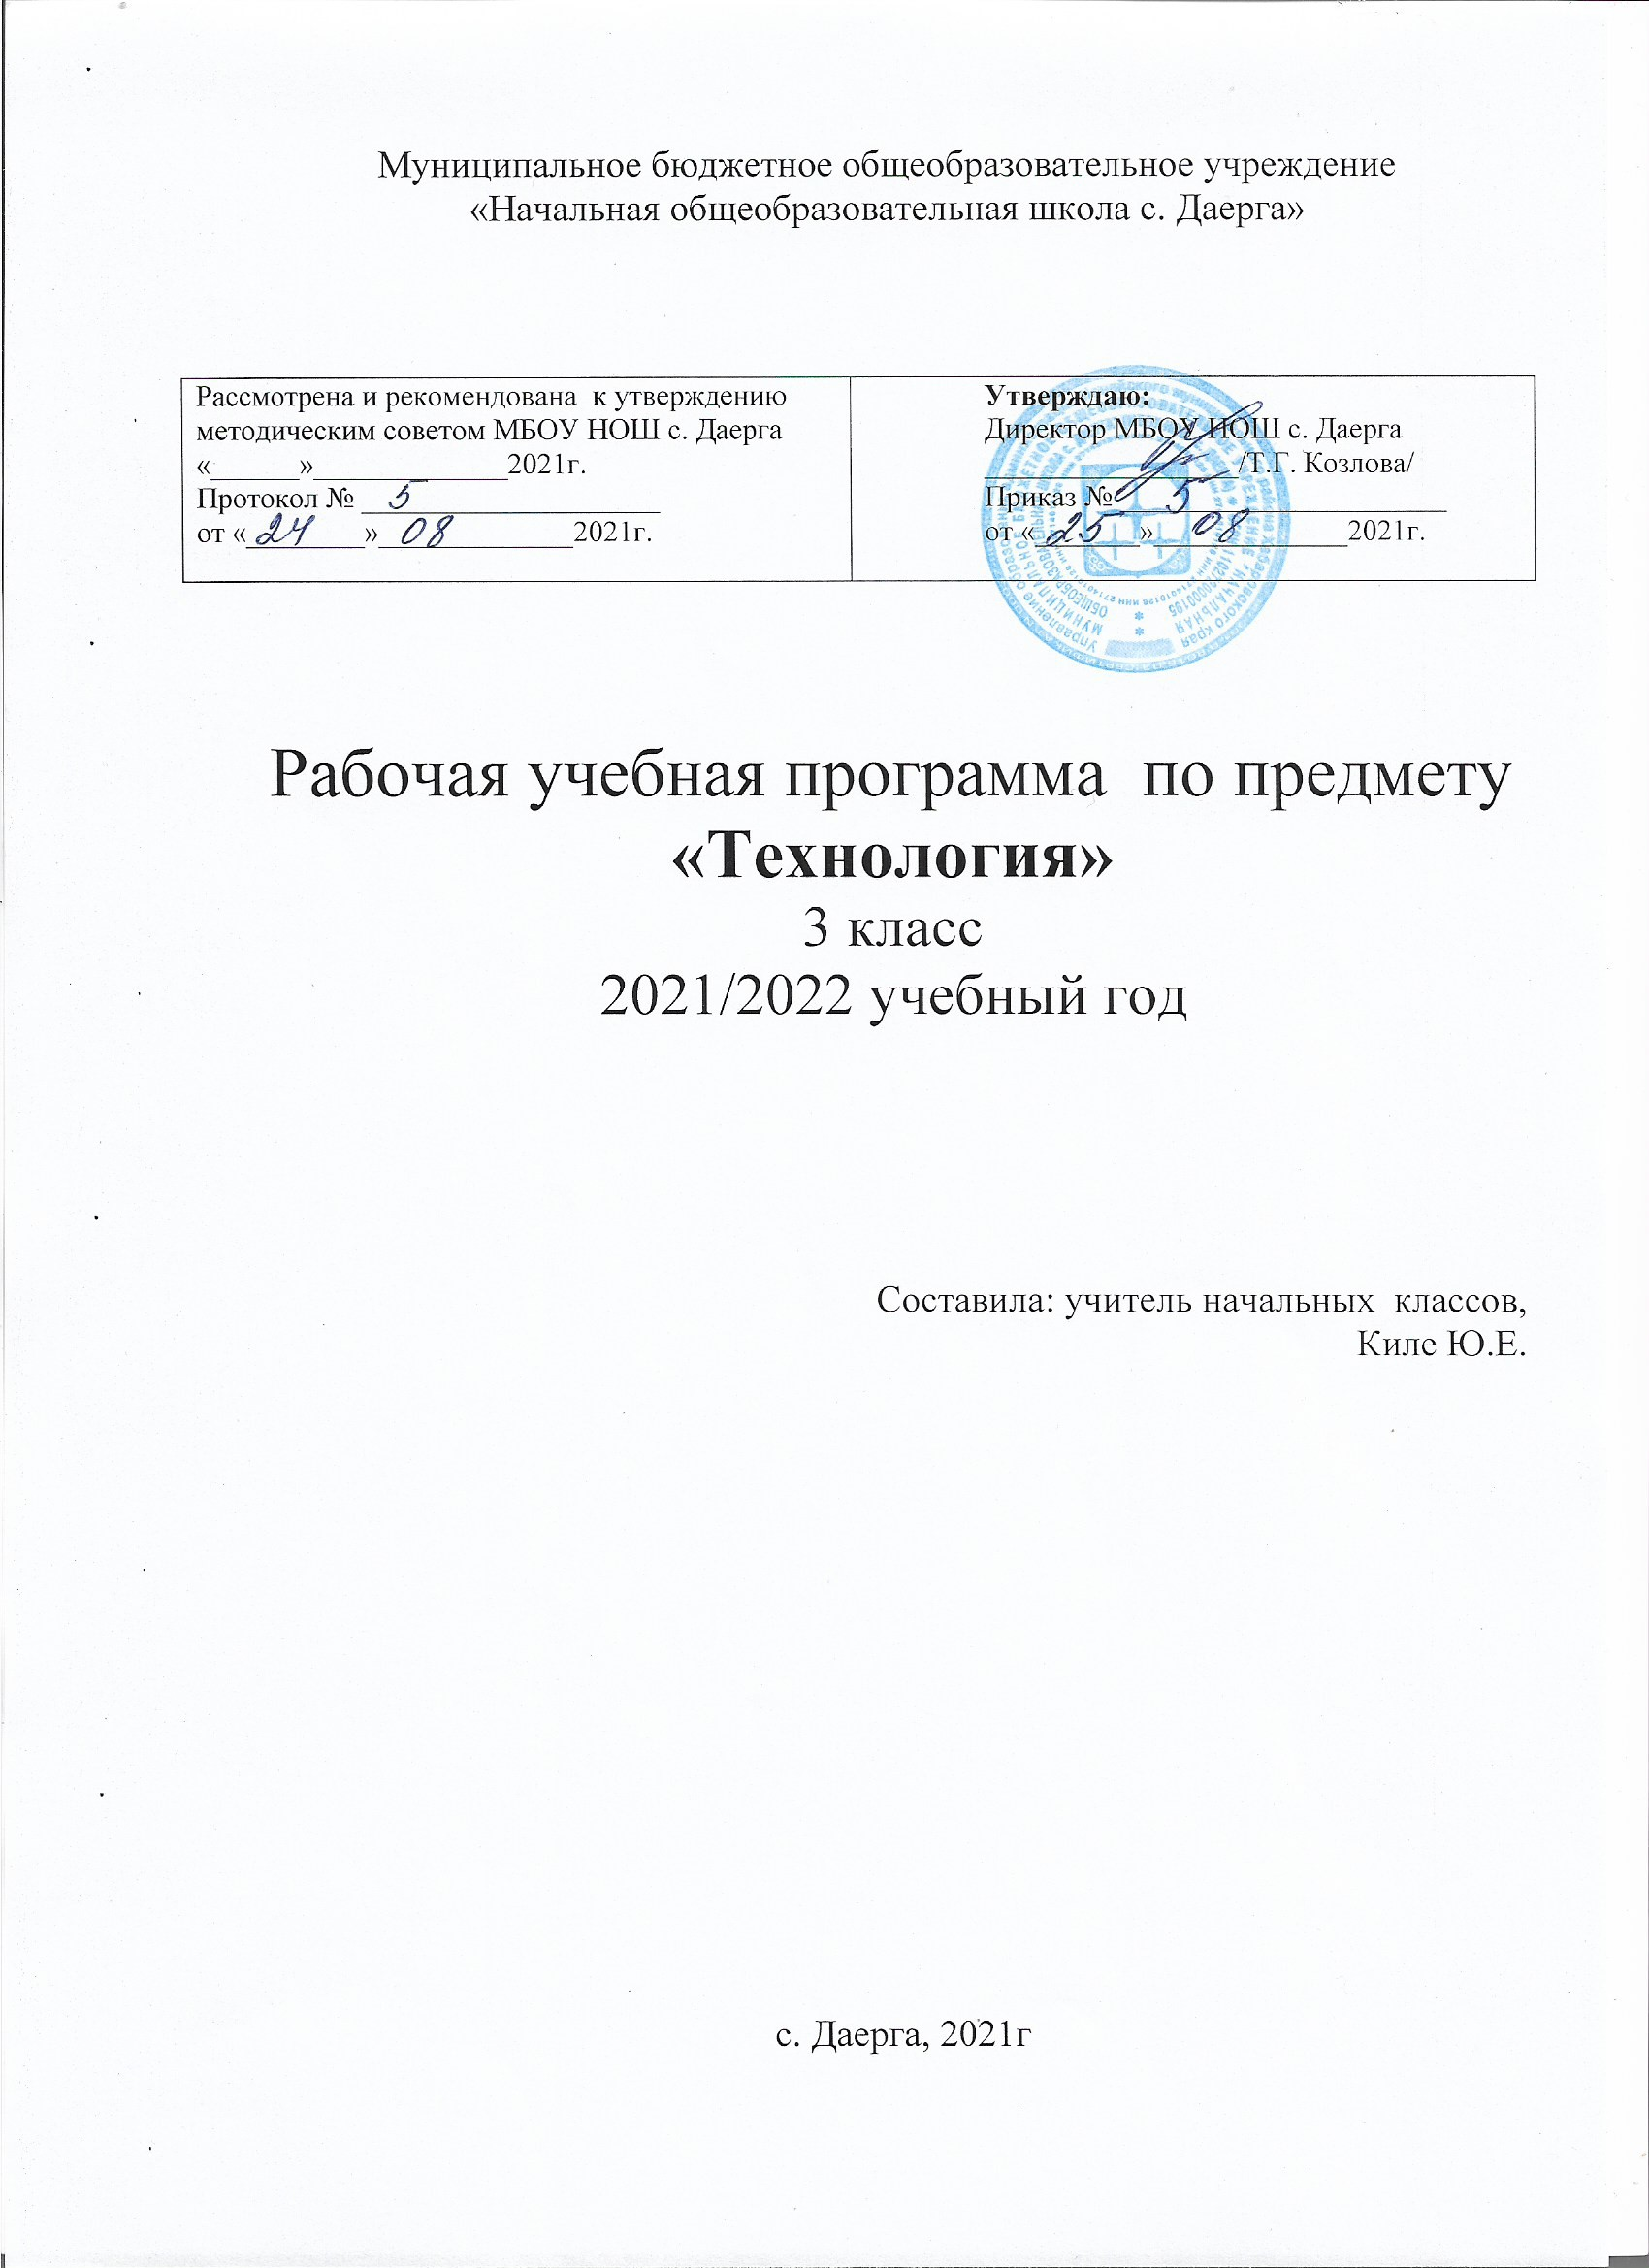 Муниципальное бюджетное общеобразовательное учреждение
«Начальная общеобразовательная школа с. Даерга»
Рассмотрена и рекомендована к утверждению
методическим советом МБОУ НОШ с. Даерга
«______»_____________2021г.
Протокол № 5
от «24» 08 2021г.
Утверждаю:
Директор МБОУ НОШ с. Даерга
/Т.Г. Козлова/
Приказ № 5
от «25» 08 2021г.
Рабочая учебная программа по предмету
«Технология»
3 класс
2021/2022 учебный год
Составила: учитель начальных классов,
Киле Ю.Е.
с. Даерга, 2021г